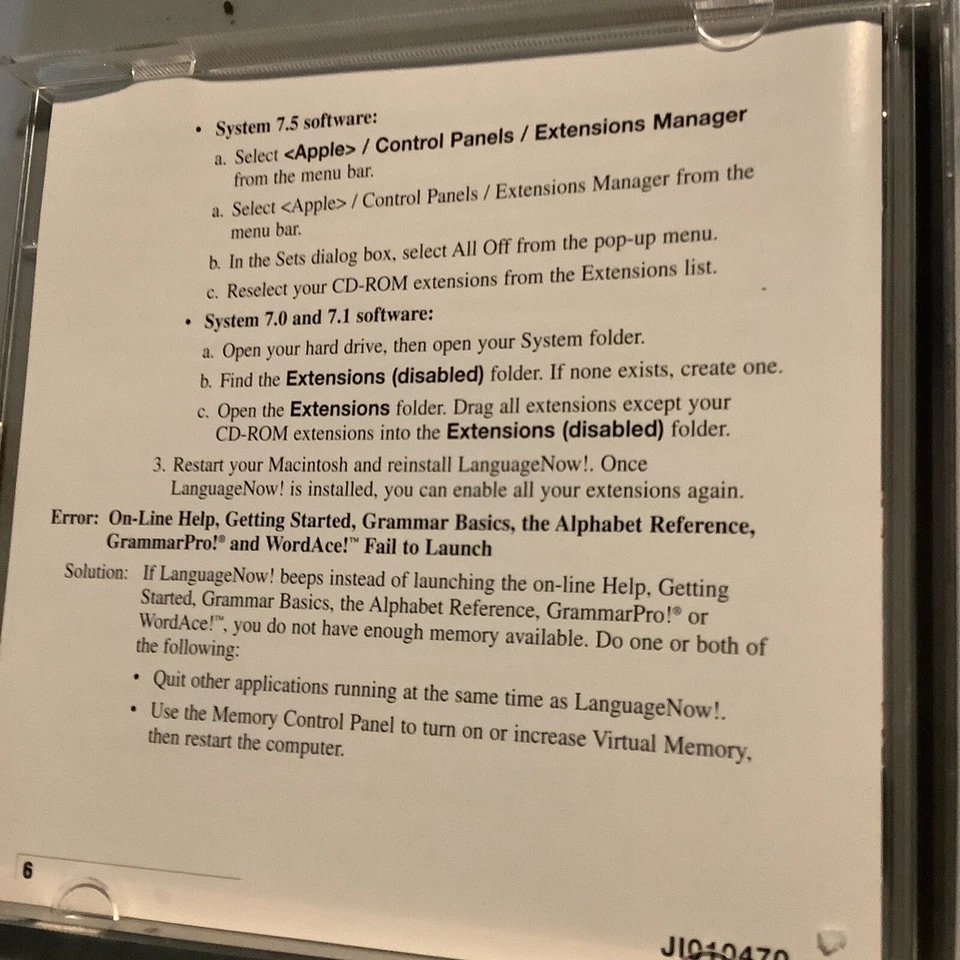 • System 7.5 software:
a. Select <Apple> / Control Panels / Extensions Manager
from the menu bar.
a. Select <Apple> / Control Panels / Extensions Manager from the
menu bar.
b. In the Sets dialog box, select All Off from the pop-up menu.
c. Reselect your CD-ROM extensions from the Extensions list.
• System 7.0 and 7.1 software:
a. Open your hard drive, then open your System folder.
b. Find the Extensions (disabled) folder. If none exists, create one.
c. Open the Extensions folder. Drag all extensions except your
CD-ROM extensions into the Extensions (disabled) folder.
3. Restart your Macintosh and reinstall LanguageNow!. Once
LanguageNow! is installed, you can enable all your extensions again.
Error: On-Line Help, Getting Started, Grammar Basics, the Alphabet Reference,
GrammarPro!® and WordAce!™ Fail to Launch
Solution: If LanguageNow! beeps instead of launching the on-line Help, Getting
Started, Grammar Basics, the Alphabet Reference, GrammarPro!® or
WordAce!™, you do not have enough memory available. Do one or both of
the following:
• Quit other applications running at the same time as LanguageNow!.
• Use the Memory Control Panel to turn on or increase Virtual Memory,
then restart the computer.
6
JI010470